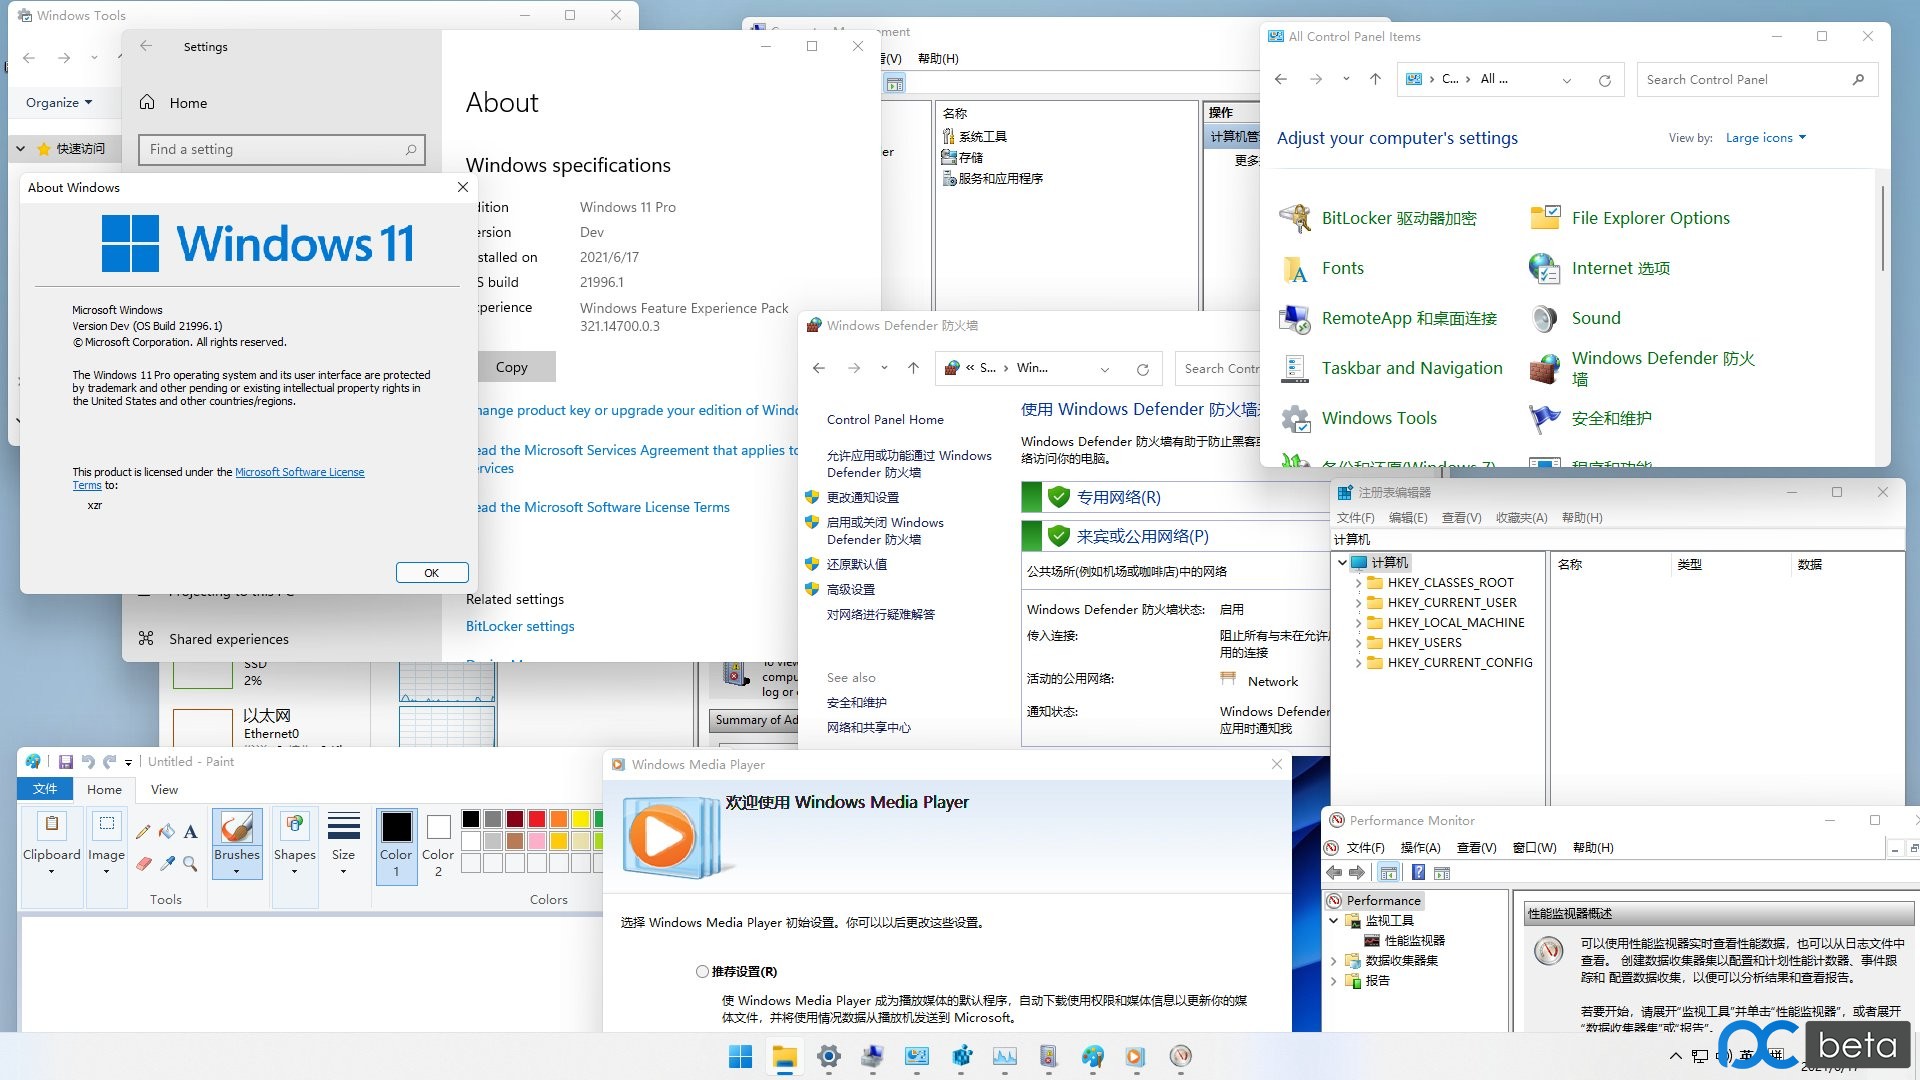 Windows Tools
Organize
快速访问
Settings
Home
Find a setting
Shared experiences
About
Windows specifications
dition
Windows 11 Pro
ersion
Dev
stalled on
2021/6/17
S build
21996.1
xperience
Windows Feature Experience Pack
321.14700.0.3
Copy
hange product key or upgrade your edition of Windo
ead the Microsoft Services Agreement that applies to
rvices
ead the Microsoft Software License Terms
Related settings
BitLocker settings
About Windows
Windows 11
Microsoft Windows
Version Dev (OS Build 21996.1)
© Microsoft Corporation. All rights reserved.
The Windows 11 Pro operating system and its user interface are protected
by trademark and other pending or existing intellectual property rights in
the United States and other countries/regions.
This product is licensed under the Microsoft Software License
Terms to:
xzr
OK
帮助(H)
名称
系统工具
存储
服务和应用程序
操作
计算机管
更多
All Control Panel Items
C... All ...
Search Control Panel
Adjust your computer's settings
View by: Large icons
BitLocker 驱动器加密
File Explorer Options
Fonts
Internet 选项
RemoteApp 和桌面连接
Sound
Taskbar and Navigation
Windows Defender 防火
墙
Windows Tools
安全和维护
备份和还原(Windows 7)
程序和功能
Windows Defender 防火墙
« S... Win...
Search Contr
Control Panel Home
允许应用或功能通过 Windows
Defender 防火墙
更改通知设置
启用或关闭 Windows
Defender 防火墙
还原默认值
高级设置
对网络进行疑难解答
See also
安全和维护
网络和共享中心
使用 Windows Defender 防火墙
Windows Defender 防火墙有助于防止黑客
络访问你的电脑。
专用网络(R)
来宾或公用网络(P)
公共场所(例如机场或咖啡店)中的网络
Windows Defender 防火墙状态:
启用
传入连接:
阻止所有与未在允许
用的连接
活动的公用网络:
Network
通知状态:
Windows Defender
应用时通知我
注册表编辑器
文件(F) 编辑(E) 查看(V) 收藏夹(A) 帮助(H)
计算机
计算机
HKEY_CLASSES_ROOT
HKEY_CURRENT_USER
HKEY_LOCAL_MACHINE
HKEY_USERS
HKEY_CURRENT_CONFIG
名称 类型 数据
SSD
2%
以太网
Ethernet0
To view
compu
log or
Summary of Ad
Untitled - Paint
文件 Home View
Clipboard
Image
Tools
Brushes
Shapes
Size
Color
1
Color
2
Colors
Windows Media Player
欢迎使用 Windows Media Player
选择 Windows Media Player 初始设置。你可以以后更改这些设置。
推荐设置(R)
使 Windows Media Player 成为播放媒体的默认程序，自动下载使用权限和媒体信息以更新你的媒
体文件，并将使用情况数据从播放机发送到 Microsoft。
Performance Monitor
文件(F) 操作(A) 查看(V) 窗口(W) 帮助(H)
Performance
监视工具
性能监视器
数据收集器集
报告
性能监视器概述
可以使用性能监视器实时查看性能数据，也可以从日志文件中
查看。 创建数据收集器集以配置和计划性能计数器、事件跟
踪和 配置数据收集，以便可以分析结果和查看报告。
若要开始，请展开“监视工具”并单击“性能监视器”，或者展开
“数据收集器集”或“报告”。
英 拼
2021/6/17
PC beta